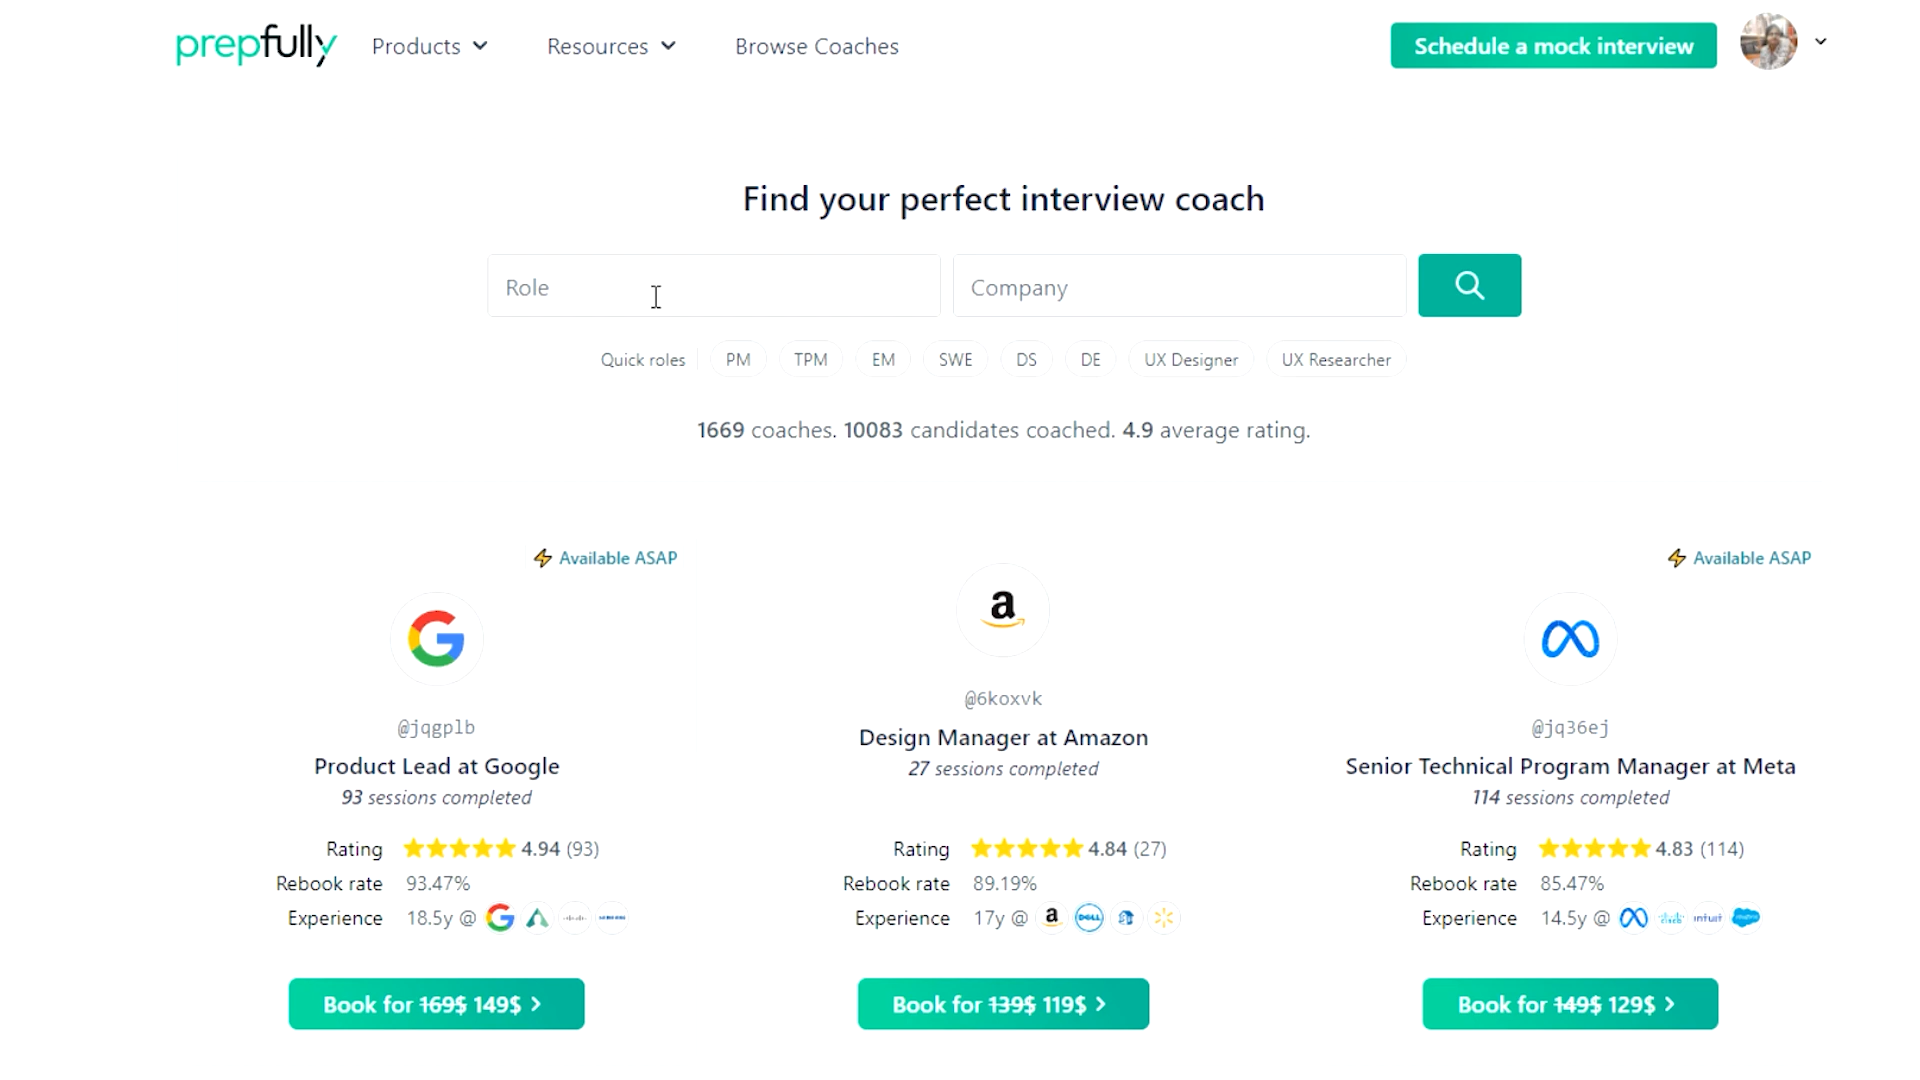 prepfully Products Resources Browse Coaches Schedule a mock interview
Find your perfect interview coach
Role Company
Quick roles PM TPM EM SWE DS DE UX Designer UX Researcher
1669 coaches. 10083 candidates coached. 4.9 average rating.
Available ASAP
@jqgplb
Product Lead at Google
93 sessions completed
Rating 4.94 (93)
Rebook rate 93.47%
Experience 18.5y @
Book for 169$ 149$
a
@6koxvk
Design Manager at Amazon
27 sessions completed
Rating 4.84 (27)
Rebook rate 89.19%
Experience 17y @ a DELL
Book for 139$ 119$
Available ASAP
@jq36ej
Senior Technical Program Manager at Meta
114 sessions completed
Rating 4.83 (114)
Rebook rate 85.47%
Experience 14.5y @ intuit
Book for 149$ 129$